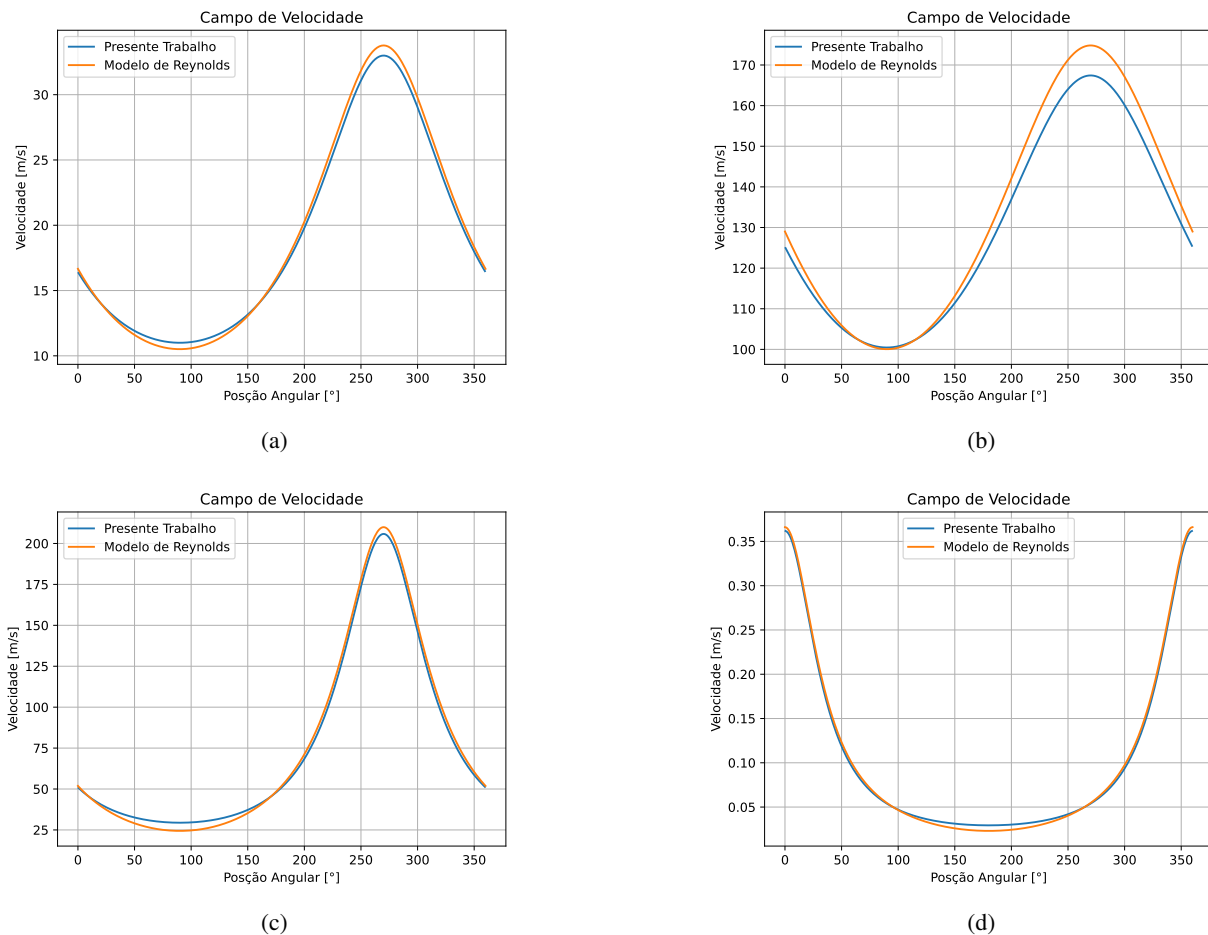 Campo de Velocidade
Presente Trabalho
Modelo de Reynolds
Velocidade [m/s]
30
25
20
15
10
0 50 100 150 200 250 300 350
Posção Angular [°]
(a)
Campo de Velocidade
Presente Trabalho
Modelo de Reynolds
Velocidade [m/s]
170
160
150
140
130
120
110
100
0 50 100 150 200 250 300 350
Posção Angular [°]
(b)
Campo de Velocidade
Presente Trabalho
Modelo de Reynolds
Velocidade [m/s]
200
175
150
125
100
75
50
25
0 50 100 150 200 250 300 350
Posção Angular [°]
(c)
Campo de Velocidade
Presente Trabalho
Modelo de Reynolds
Velocidade [m/s]
0.35
0.30
0.25
0.20
0.15
0.10
0.05
0 50 100 150 200 250 300 350
Posção Angular [°]
(d)